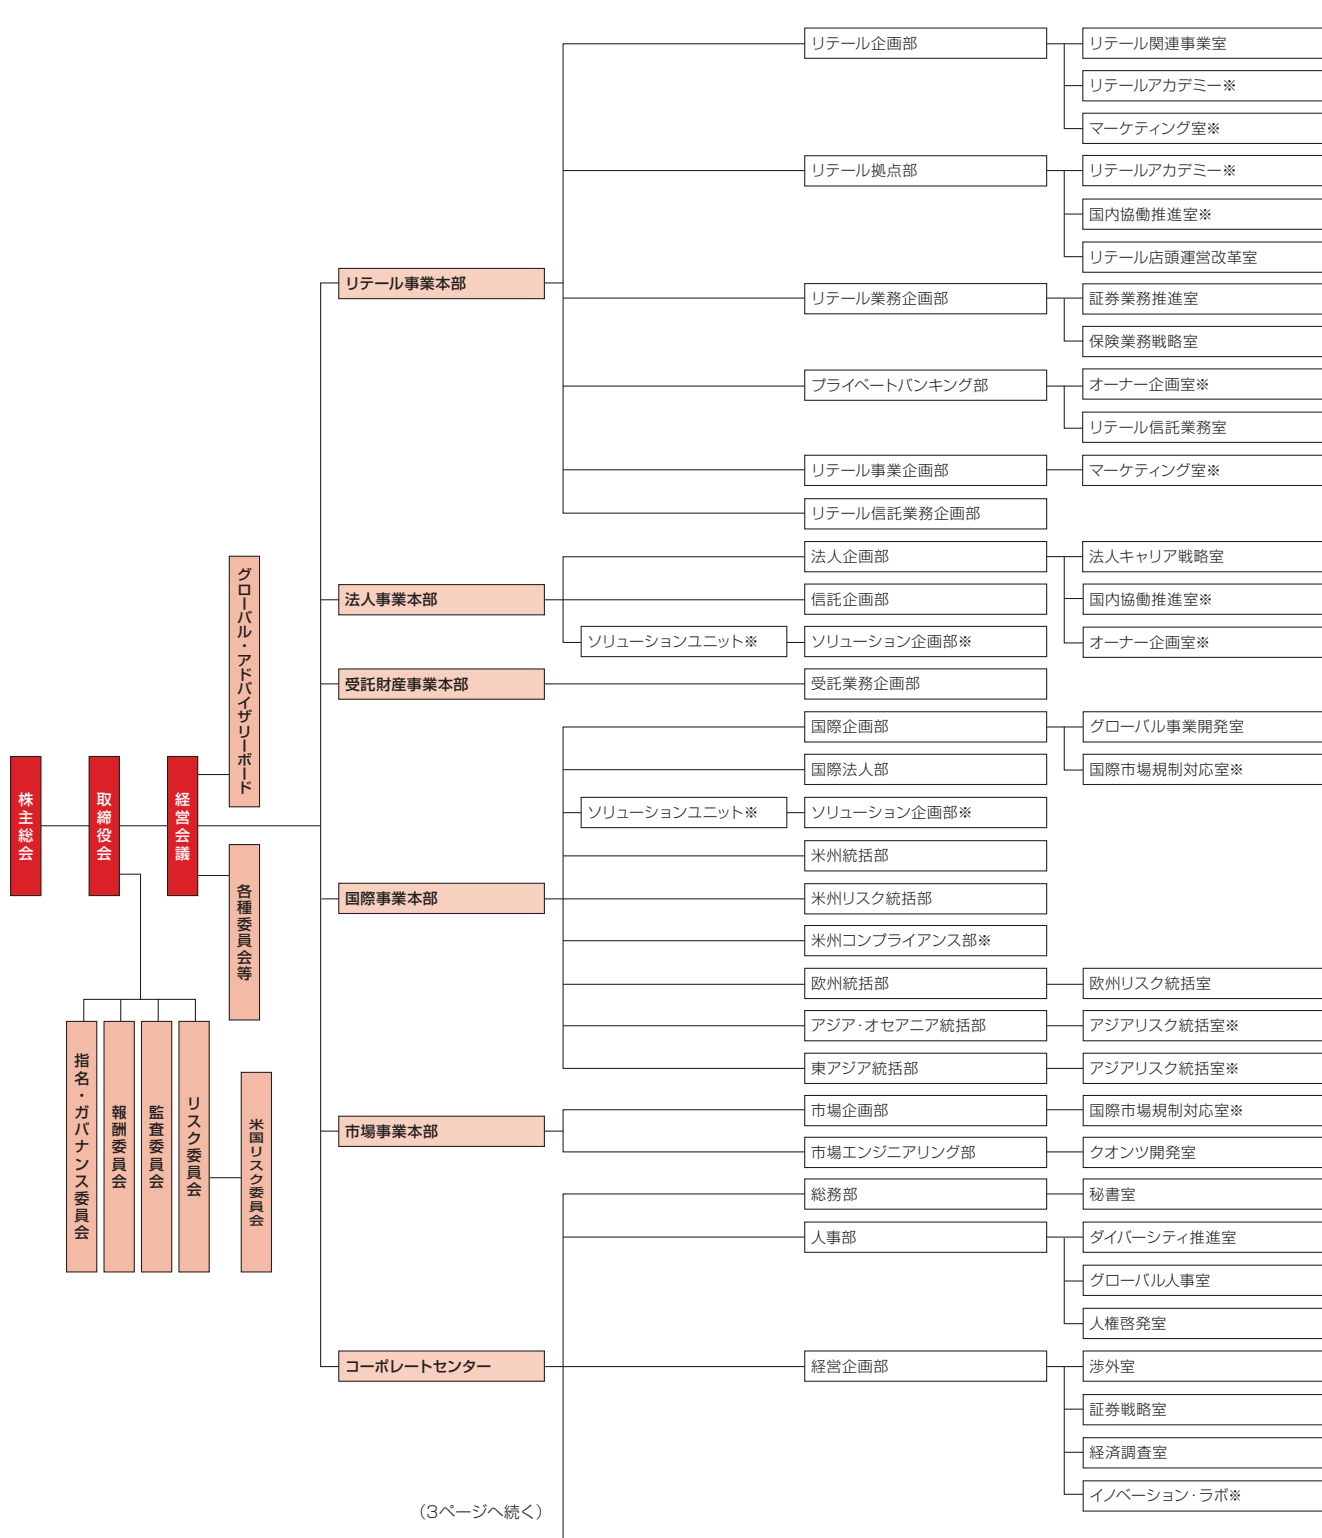 株主総会
取締役会
経営会議
グローバル・アドバイザリーボード
各種委員会等
指名・ガバナンス委員会
報酬委員会
監査委員会
リスク委員会
米国リスク委員会
リテール事業本部
リテール企画部
リテール関連事業室
リテールアカデミー※
マーケティング室※
リテール拠点部
リテールアカデミー※
国内協働推進室※
リテール店頭運営改革室
リテール業務企画部
証券業務推進室
保険業務戦略室
プライベートバンキング部
オーナー企画室※
リテール信託業務室
リテール事業企画部
マーケティング室※
リテール信託業務企画部
法人事業本部
法人企画部
法人キャリア戦略室
国内協働推進室※
オーナー企画室※
信託企画部
ソリューションユニット※
ソリューション企画部※
受託財産事業本部
受託業務企画部
国際事業本部
国際企画部
グローバル事業開発室
国際市場規制対応室※
国際法人部
ソリューションユニット※
ソリューション企画部※
米州統括部
米州リスク統括部
米州コンプライアンス部※
欧州統括部
欧州リスク統括室
アジア・オセアニア統括部
アジアリスク統括室※
東アジア統括部
アジアリスク統括室※
市場事業本部
市場企画部
国際市場規制対応室※
市場エンジニアリング部
クオンツ開発室
コーポレートセンター
総務部
秘書室
人事部
ダイバーシティ推進室
グローバル人事室
人権啓発室
経営企画部
渉外室
証券戦略室
経済調査室
イノベーション・ラボ※
(3ページへ続く)